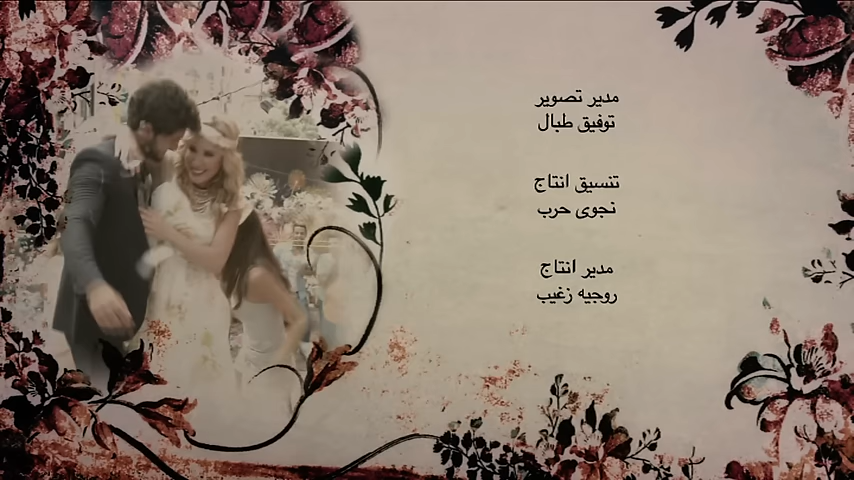 مدير تصوير
توفيق طبال
تنسيق انتاج
نجوى حرب
مدير انتاج
روجيه زغيب